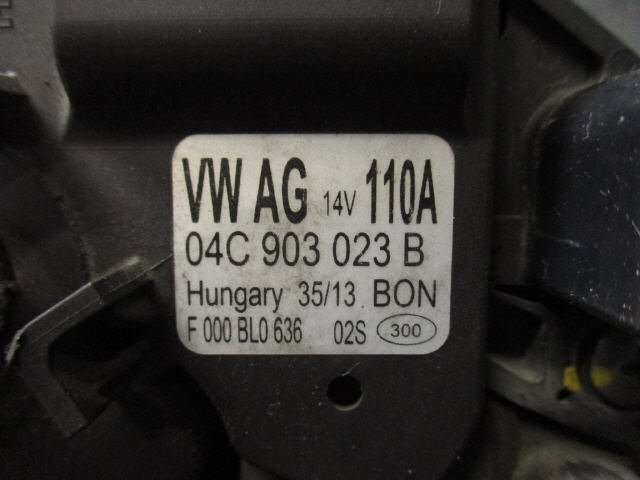 VW AG 14V 110A
04C 903 023 B
Hungary 35/13 BON
F 000 BL0 636 02S 300